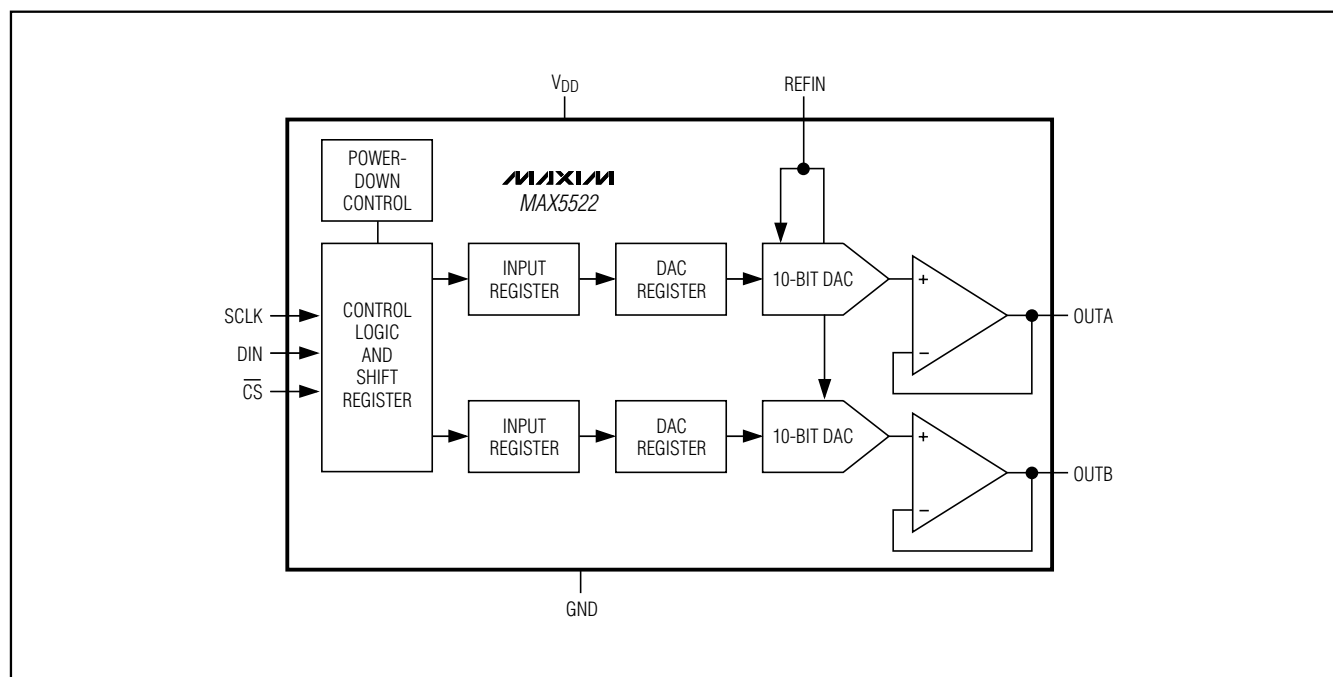 VDD
REFIN
POWER-
DOWN
CONTROL
MAXIM
MAX5522
SCLK
DIN
CS
CONTROL
LOGIC
AND
SHIFT
REGISTER
INPUT
REGISTER
DAC
REGISTER
10-BIT DAC
+
−
OUTA
INPUT
REGISTER
DAC
REGISTER
10-BIT DAC
+
−
OUTB
GND